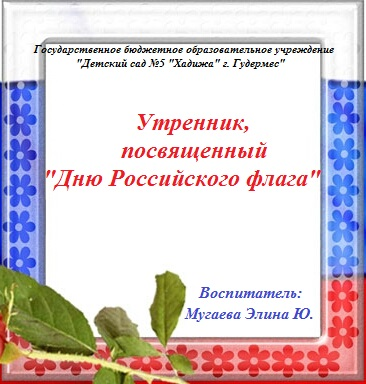 Государственное бюджетное образовательное учреждение
"Детский сад №5 "Хадижа" г. Гудермес"
Утренник,
посвященный
"Дню Российского флага"
Воспитатель:
Мугаева Элина Ю.